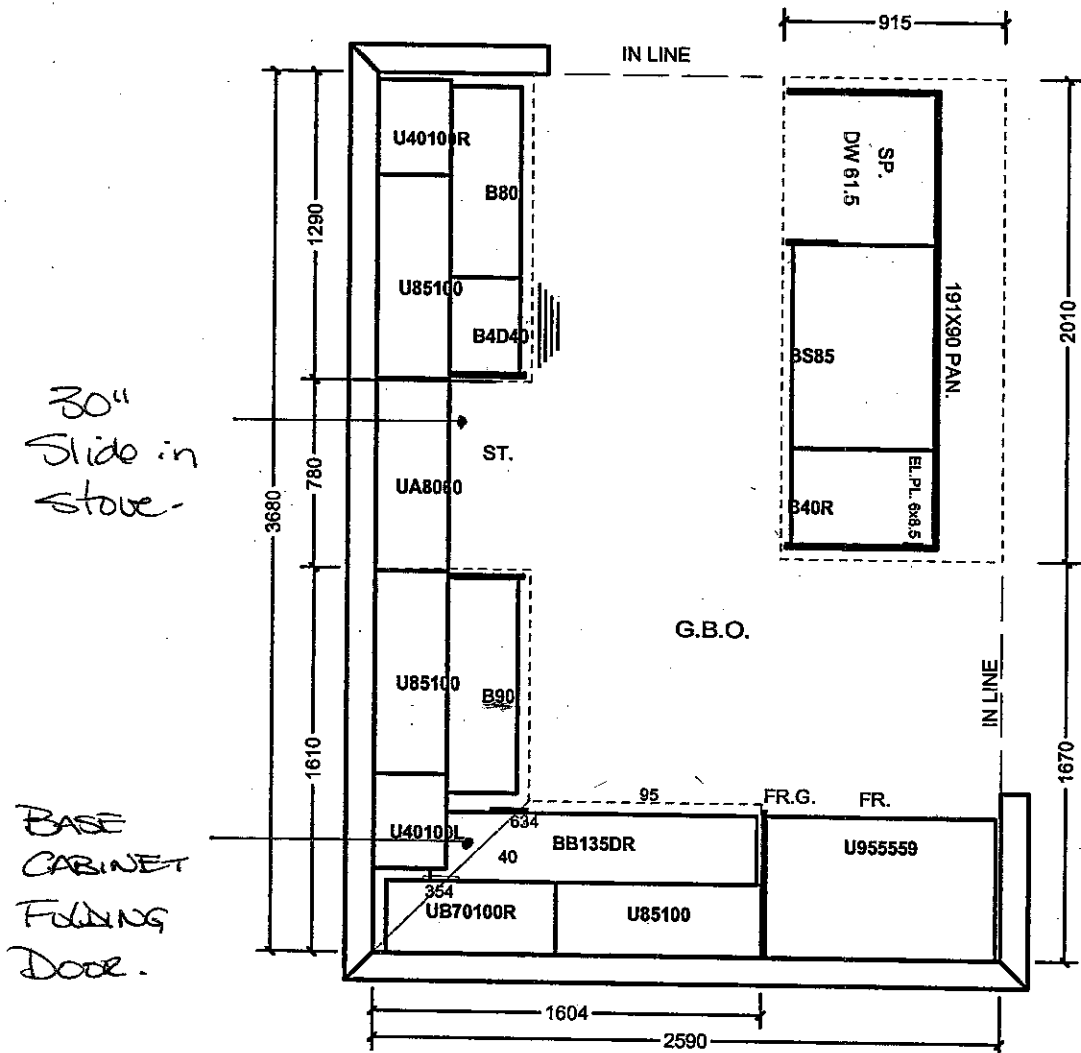 915
IN LINE
U40100R
B80
SP.
DW 61.5
1290
U85100
B4D40
191X90 PAN.
2010
BS85
30"
Slide in
Stove-
ST.
780
UA8060
3680
B40R
EL.PL. 6x8.5
G.B.O.
U85100
B90
IN LINE
1610
1670
95
FR.G.
FR.
BASE
CABINET
FOLDING
DOOR.
U40100L
634
40
BB135DR
U955559
354
UB70100R
U85100
1604
2590